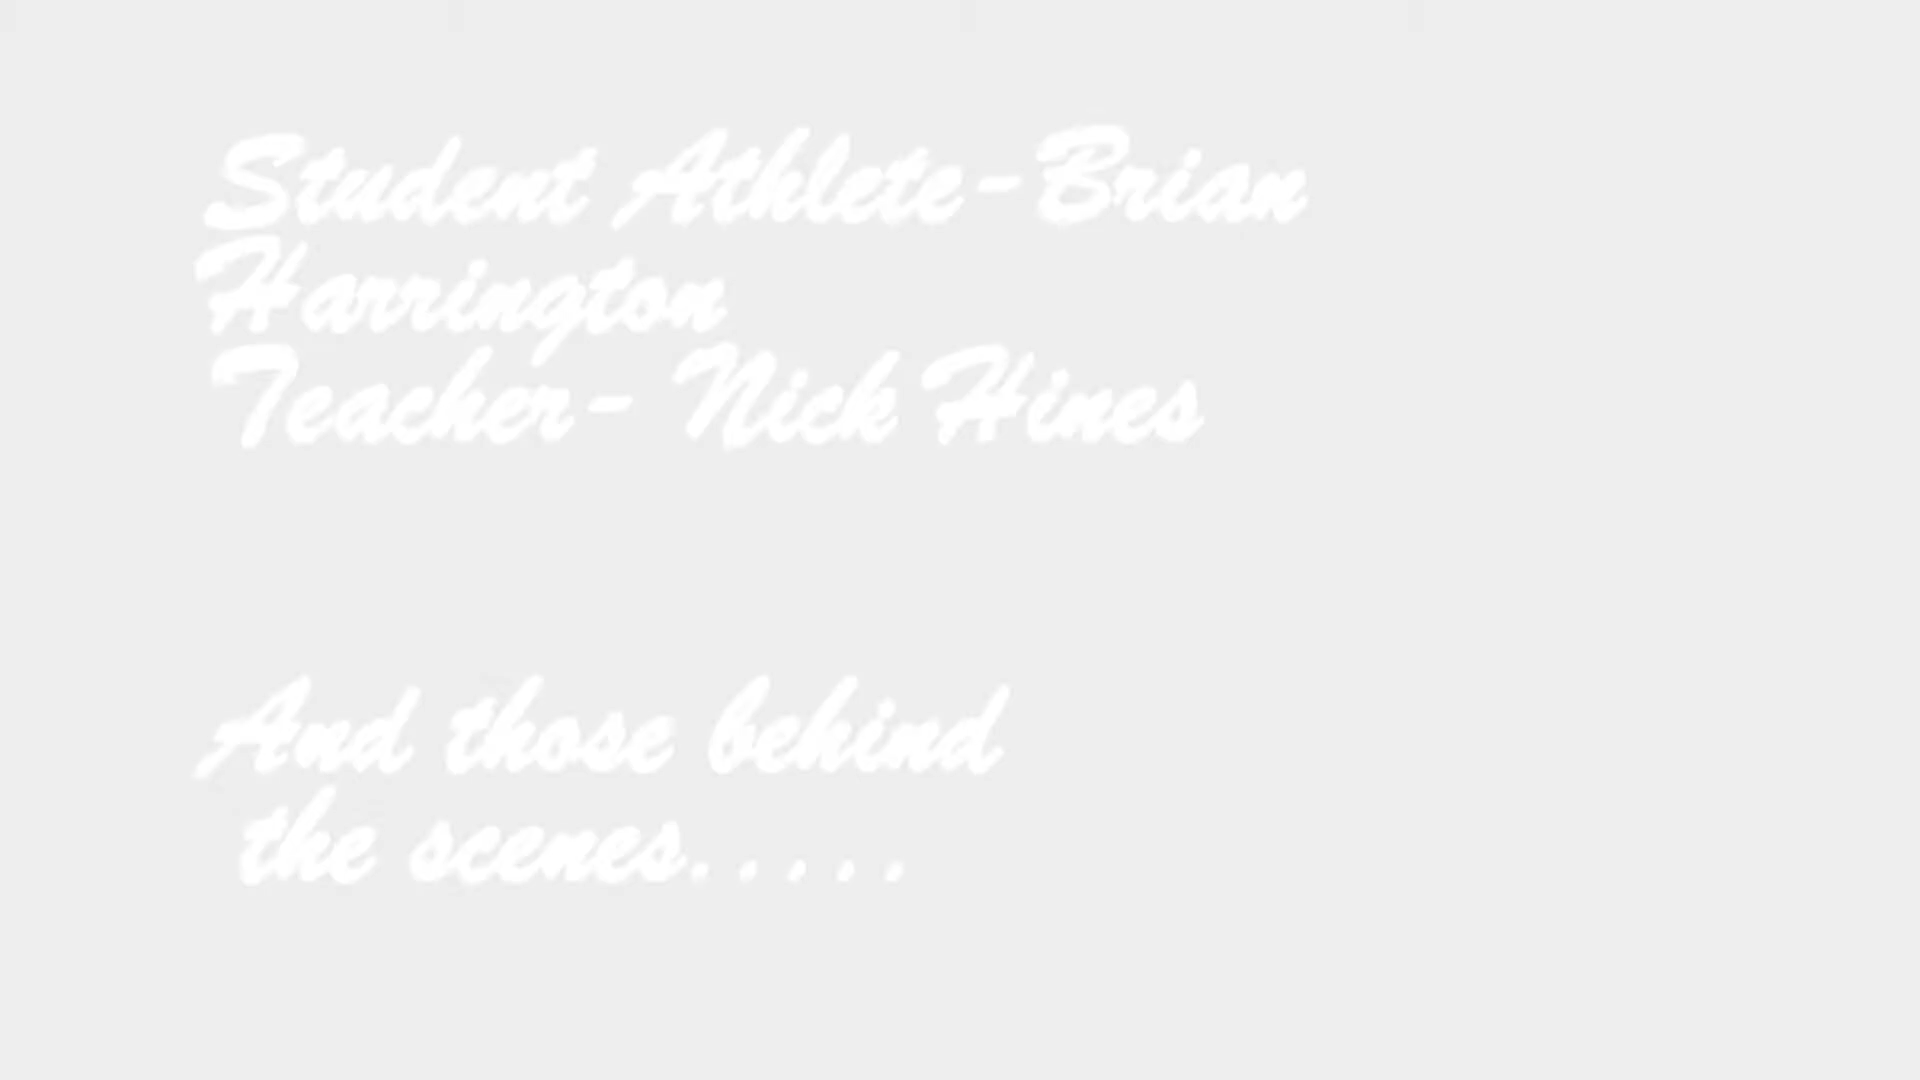 Student Athlete-Brian
Harrington
Teacher- Nick Hines
And those behind
the scenes.....